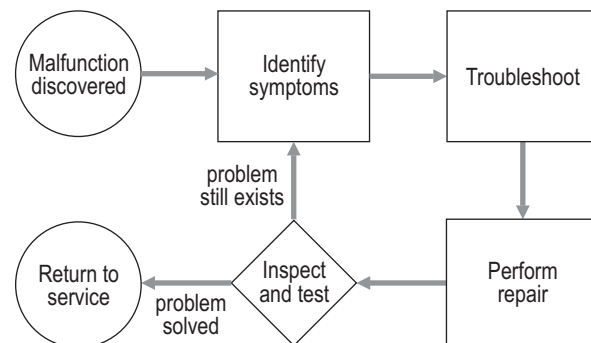 Malfunction
discovered
Identify
symptoms
Troubleshoot
problem
still exists
Return to
service
problem
solved
Inspect
and test
Perform
repair